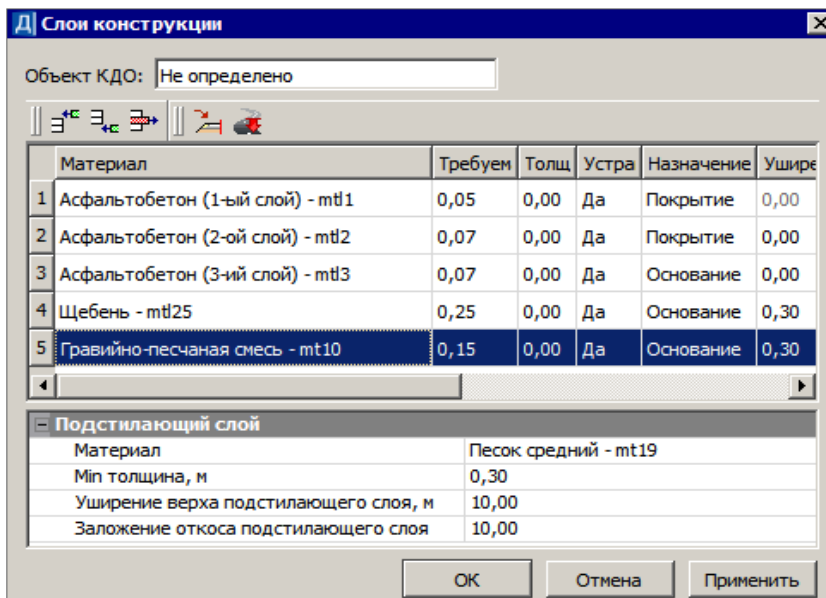 Д Слои конструкции
Объект КДО: Не определено
Материал Требуем Толщ Устра Назначение Ушире
1 Асфальтобетон (1-ый слой) - mtl1 0,05 0,00 Да Покрытие 0,00
2 Асфальтобетон (2-ой слой) - mtl2 0,07 0,00 Да Покрытие 0,00
3 Асфальтобетон (3-ий слой) - mtl3 0,07 0,00 Да Основание 0,00
4 Щебень - mtl25 0,25 0,00 Да Основание 0,30
5 Гравийно-песчаная смесь - mt10 0,15 0,00 Да Основание 0,30
Подстилающий слой
Материал Песок средний - mt19
Min толщина, м 0,30
Уширение верха подстилающего слоя, м 10,00
Заложение откоса подстилающего слоя 10,00
ОК Отмена Применить